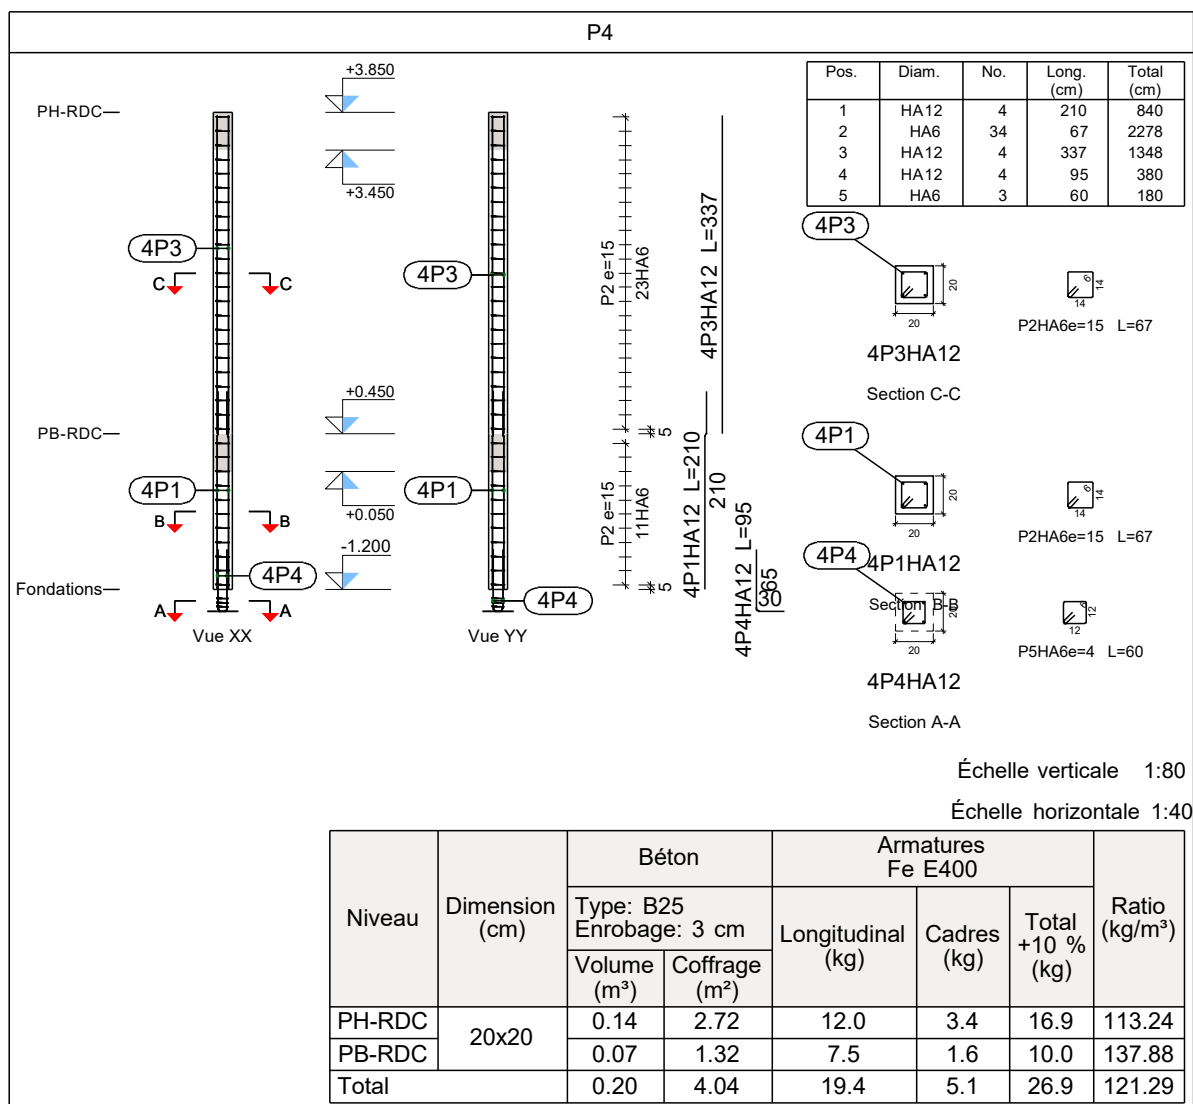 P4
Pos. Diam. No. Long. (cm) Total (cm)
1 HA12 4 210 840
2 HA6 34 67 2278
3 HA12 4 337 1348
4 HA12 4 95 380
5 HA6 3 60 180
PH-RDC
+3.850
+3.450
4P3
C C
4P3
P2 e=15
23HA6
4P3HA12 L=337
PB-RDC
+0.450
+0.050
5
4P1
B B
4P1
P2 e=15
11HA6
4P1HA12 L=210
210
Fondations
-1.200
4P4
A A
4P4
5
4P4HA12 L=95
65
30
Vue XX
Vue YY
4P3
20
20
4P3HA12
Section C-C
6
14
14
P2HA6e=15 L=67
4P1
20
20
4P1HA12
Section B-B
6
14
14
P2HA6e=15 L=67
4P4
20
20
4P4HA12
Section A-A
12
12
P5HA6e=4 L=60
Échelle verticale 1:80
Échelle horizontale 1:40
Niveau
Dimension
(cm)
Béton
Type: B25
Enrobage: 3 cm
Volume
(m³)
Coffrage
(m²)
Armatures
Fe E400
Longitudinal
(kg)
Cadres
(kg)
Total
+10 %
(kg)
Ratio
(kg/m³)
PH-RDC 20x20 0.14 2.72 12.0 3.4 16.9 113.24
PB-RDC 0.07 1.32 7.5 1.6 10.0 137.88
Total 0.20 4.04 19.4 5.1 26.9 121.29